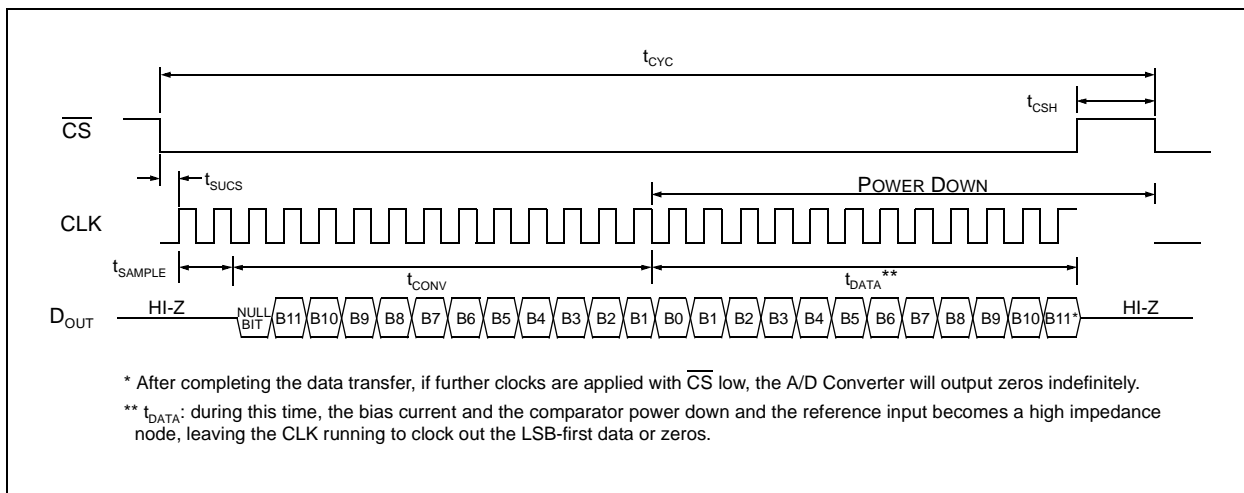 tCYC
tCSH
CS
tSUCS
POWER DOWN
CLK
tSAMPLE
tCONV
tDATA**
DOUT HI-Z NULL BIT B11 B10 B9 B8 B7 B6 B5 B4 B3 B2 B1 B0 B1 B2 B3 B4 B5 B6 B7 B8 B9 B10 B11* HI-Z
* After completing the data transfer, if further clocks are applied with CS low, the A/D Converter will output zeros indefinitely.
** tDATA: during this time, the bias current and the comparator power down and the reference input becomes a high impedance
node, leaving the CLK running to clock out the LSB-first data or zeros.